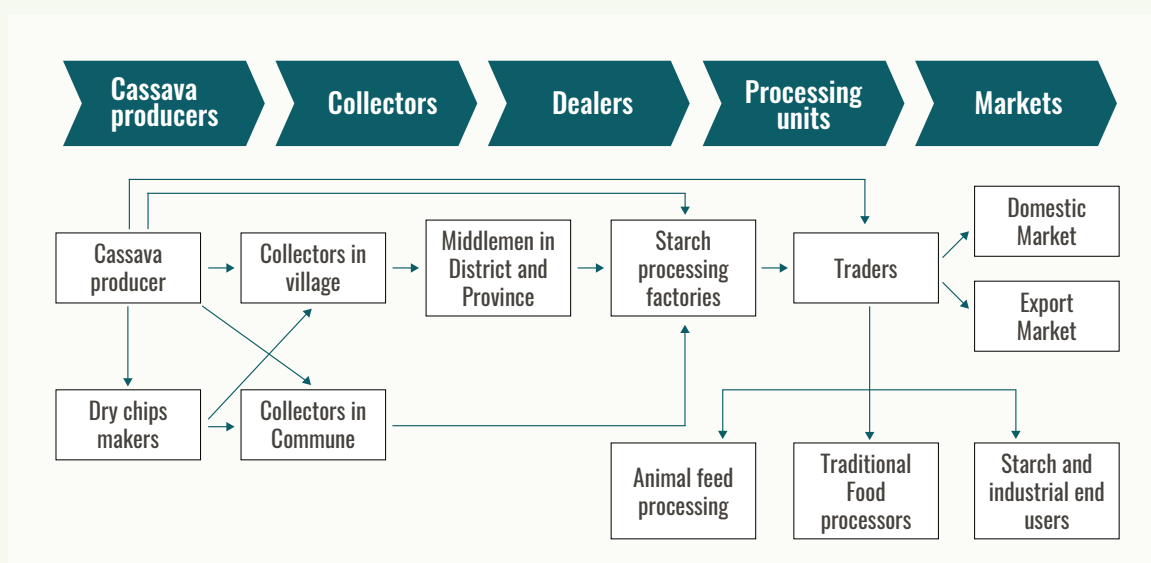 Cassava
producers
Collectors
Dealers
Processing
units
Markets
Cassava
producer
Collectors in
village
Middlemen in
District and
Province
Starch
processing
factories
Traders
Domestic
Market
Export
Market
Dry chips
makers
Collectors in
Commune
Animal feed
processing
Traditional
Food
processors
Starch and
industrial end
users